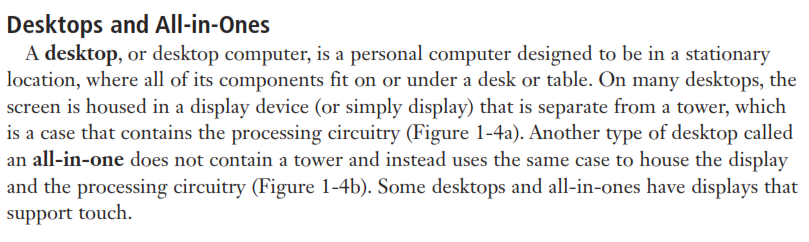 Desktops and All-in-Ones
A desktop, or desktop computer, is a personal computer designed to be in a stationary
location, where all of its components fit on or under a desk or table. On many desktops, the
screen is housed in a display device (or simply display) that is separate from a tower, which
is a case that contains the processing circuitry (Figure 1-4a). Another type of desktop called
an all-in-one does not contain a tower and instead uses the same case to house the display
and the processing circuitry (Figure 1-4b). Some desktops and all-in-ones have displays that
support touch.